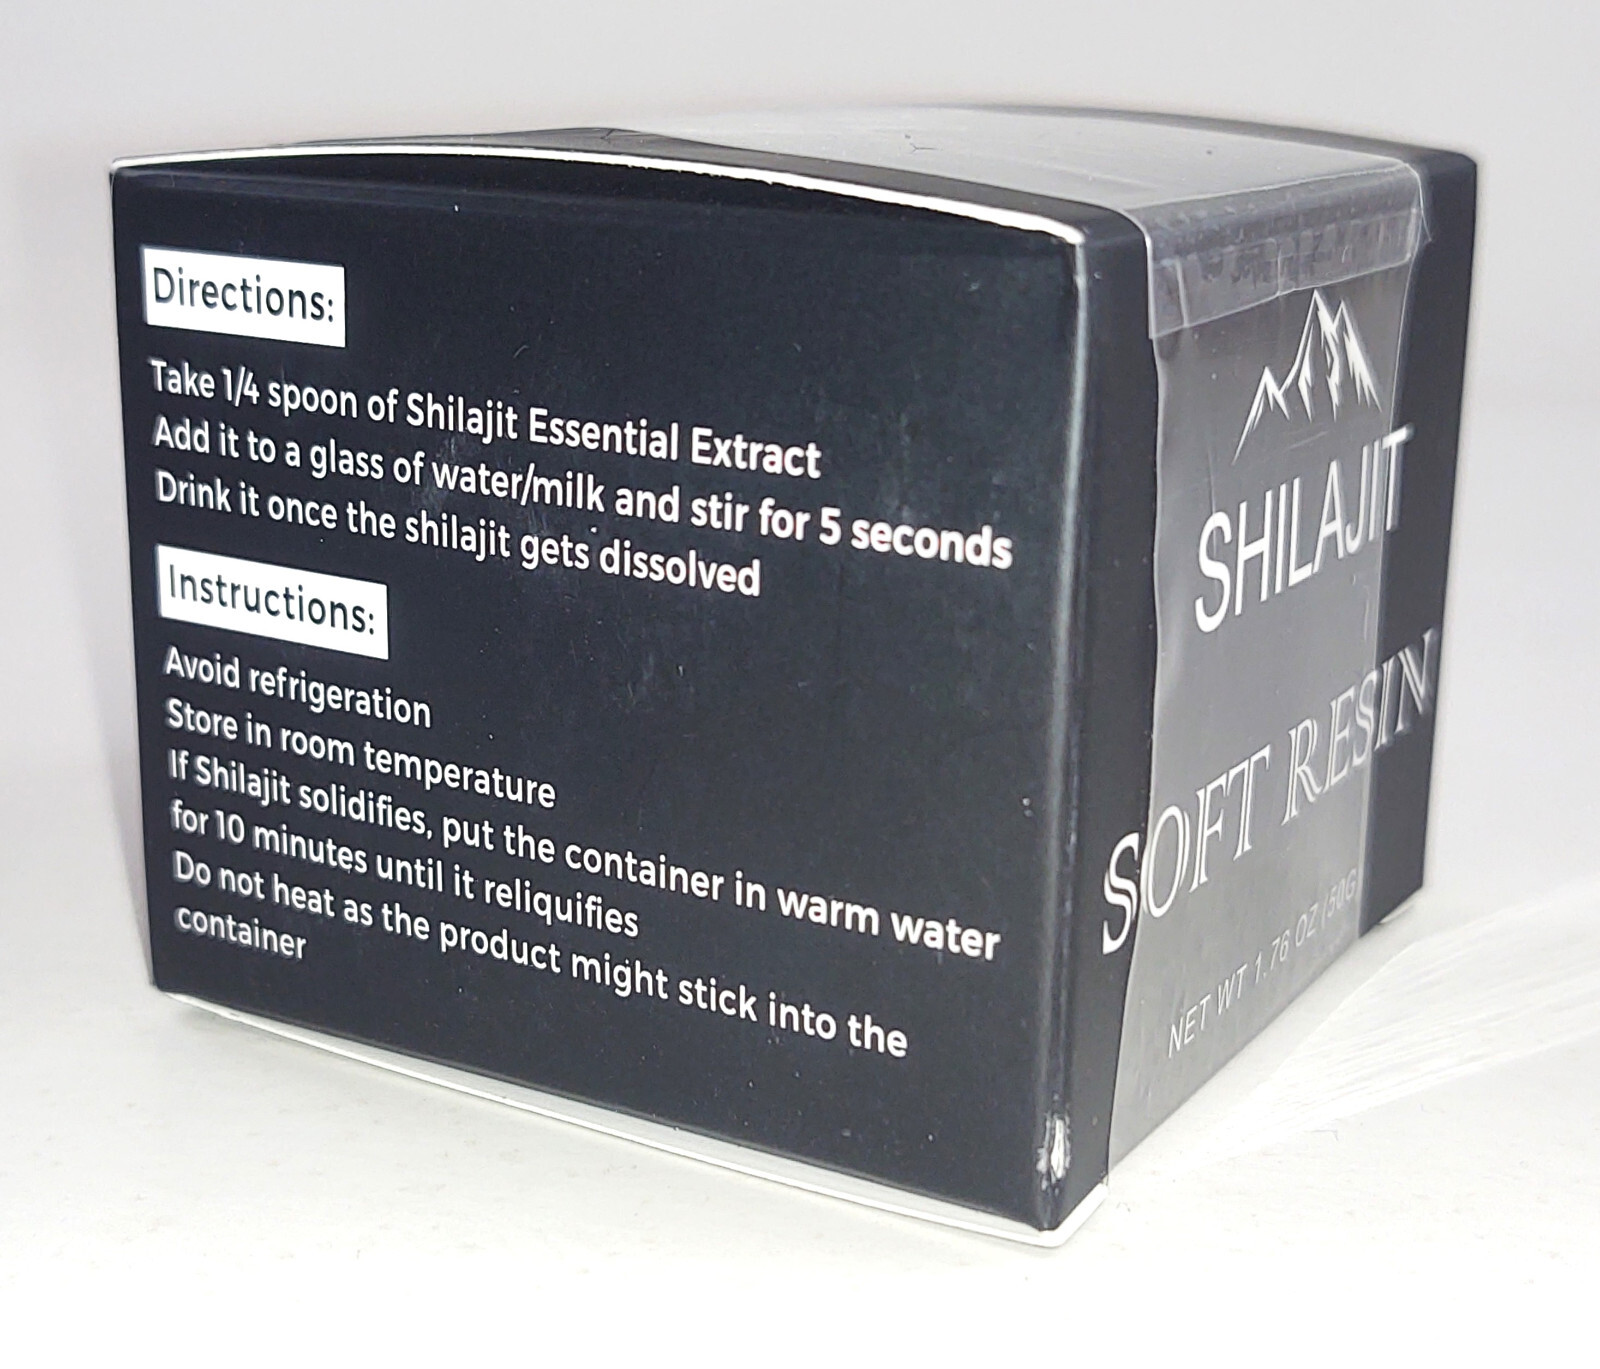 Directions:
Take 1/4 spoon of Shilajit Essential Extract
Add it to a glass of water/milk and stir for 5 seconds
Drink it once the shilajit gets dissolved
Instructions:
Avoid refrigeration
Store in room temperature
If Shilajit solidifies, put the container in warm water
for 10 minutes until it reliquifies
Do not heat as the product might stick into the
container
SHILAJIT
SOFT RESIN
NET WT 1.76 OZ (50G